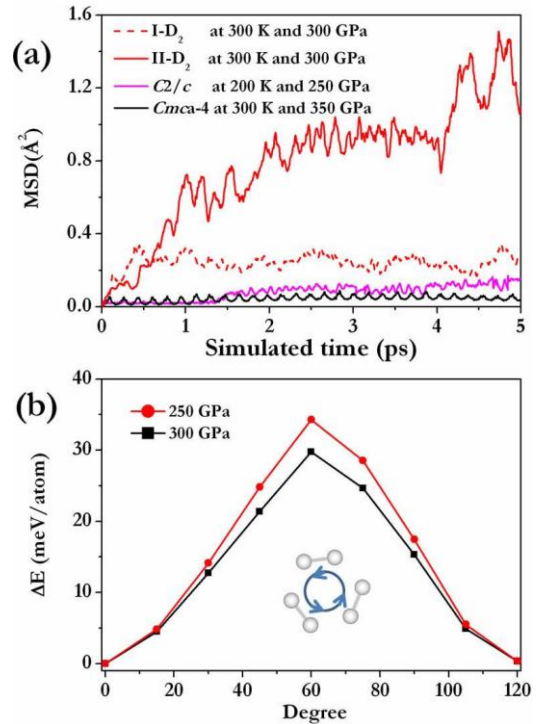 (a)
I-D₂ at 300 K and 300 GPa
II-D₂ at 300 K and 300 GPa
C2/c at 200 K and 250 GPa
Cmca-4 at 300 K and 350 GPa
MSD(Å²)
1.6
1.2
0.8
0.4
0.0
0 1 2 3 4 5
Simulated time (ps)
(b)
250 GPa
300 GPa
ΔE (meV/atom)
40
30
20
10
0
0 20 40 60 80 100 120
Degree